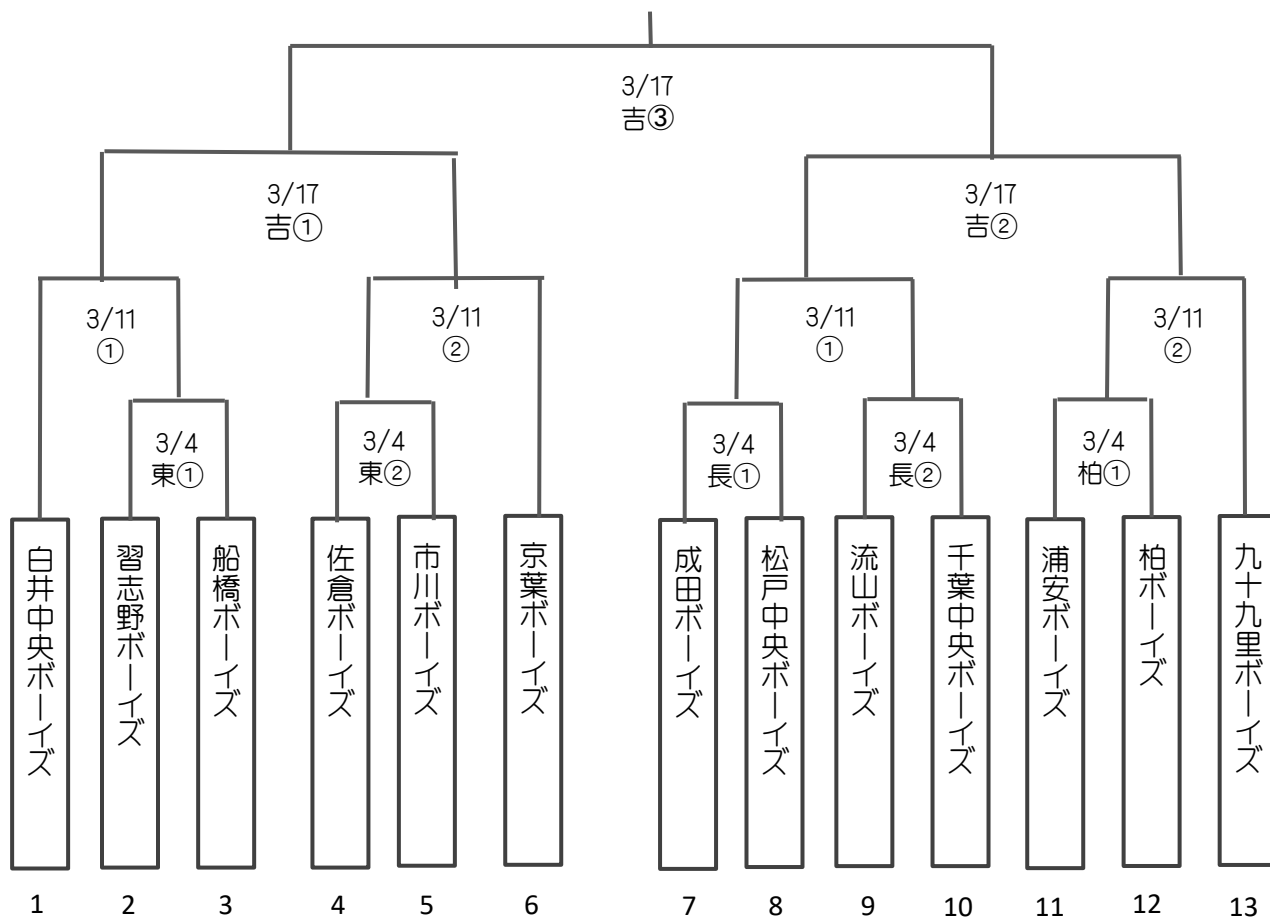 3/17
吉③
3/17
吉①
3/17
吉②
3/11
①
3/11
②
3/11
①
3/11
②
3/4
東①
3/4
東②
3/4
長①
3/4
長②
3/4
柏①
白井中央ボーイズ
習志野ボーイズ
船橋ボーイズ
佐倉ボーイズ
市川ボーイズ
京葉ボーイズ
成田ボーイズ
松戸中央ボーイズ
流山ボーイズ
千葉中央ボーイズ
浦安ボーイズ
柏ボーイズ
九十九里ボーイズ
1 2 3 4 5 6 7 8 9 10 11 12 13